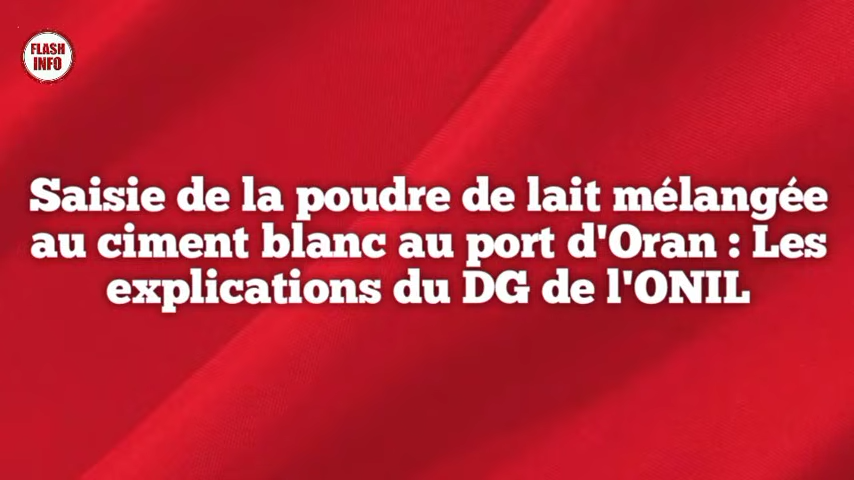 FLASH
INFO
Saisie de la poudre de lait mélangée
au ciment blanc au port d'Oran : Les
explications du DG de l'ONIL